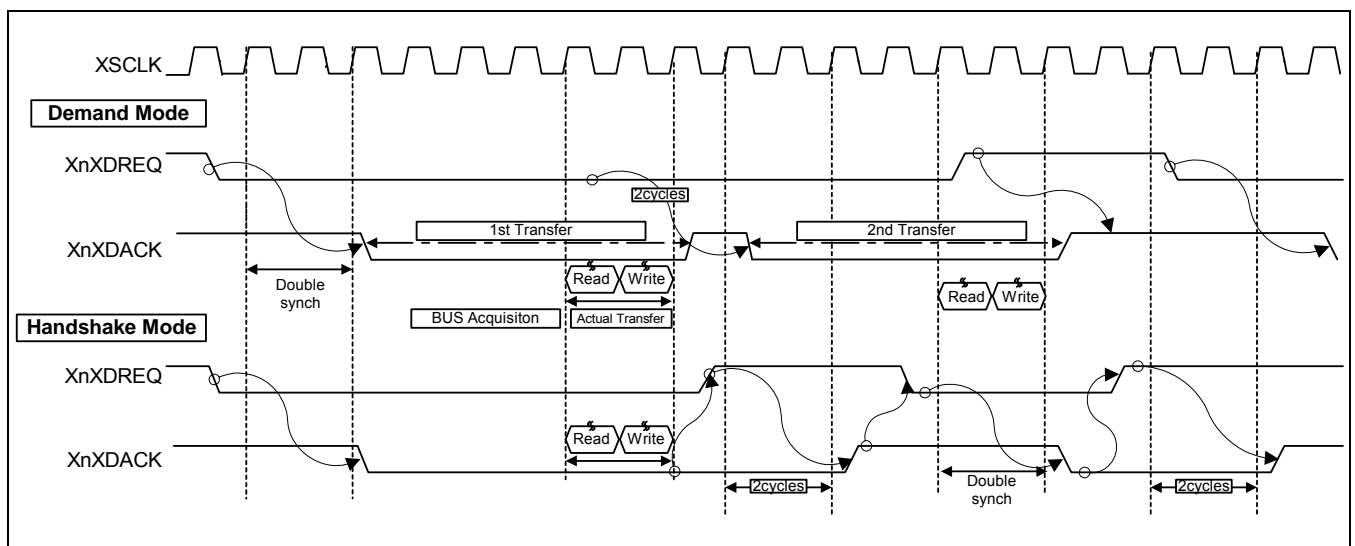 XSCLK
Demand Mode
XnXDREQ
2cycles
XnXDACK
1st Transfer
2nd Transfer
Double
synch
Read
Write
Read
Write
BUS Acquisiton
Actual Transfer
Handshake Mode
XnXDREQ
Read
Write
XnXDACK
2cycles
Double
synch
2cycles